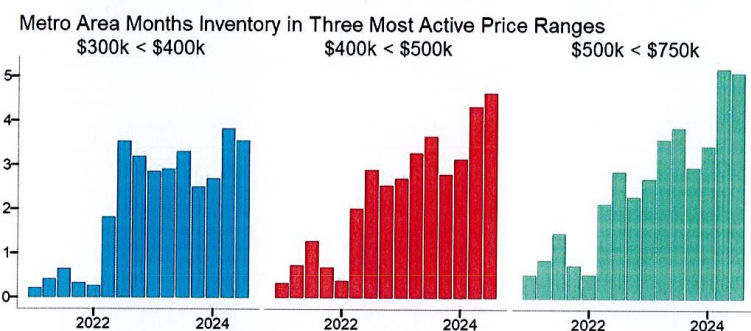 Metro Area Months Inventory in Three Most Active Price Ranges
$300k < $400k $400k < $500k $500k < $750k
5
4
3
2
1
0
2022 2024 2022 2024 2022 2024